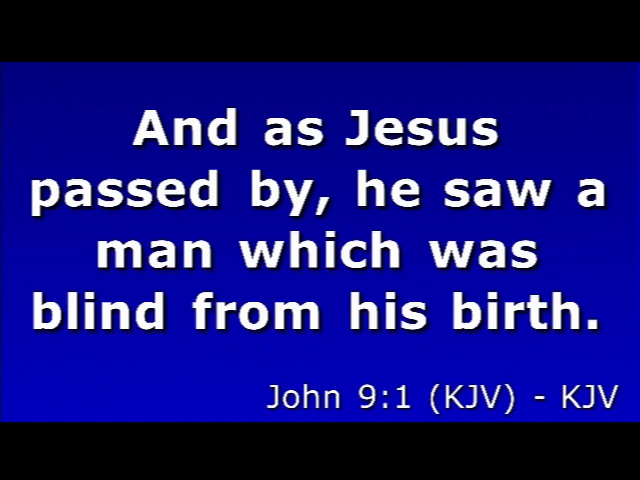 And as Jesus
passed by, he saw a
man which was
blind from his birth.
John 9:1 (KJV) - KJV